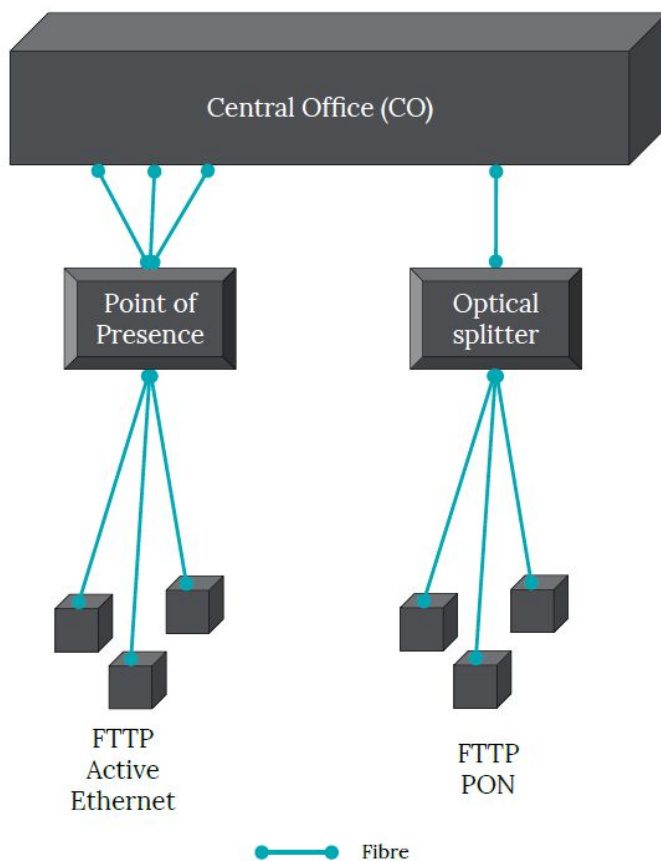 Central Office (CO)
Point of
Presence
Optical
splitter
FTTP
Active
Ethernet
FTTP
PON
Fibre